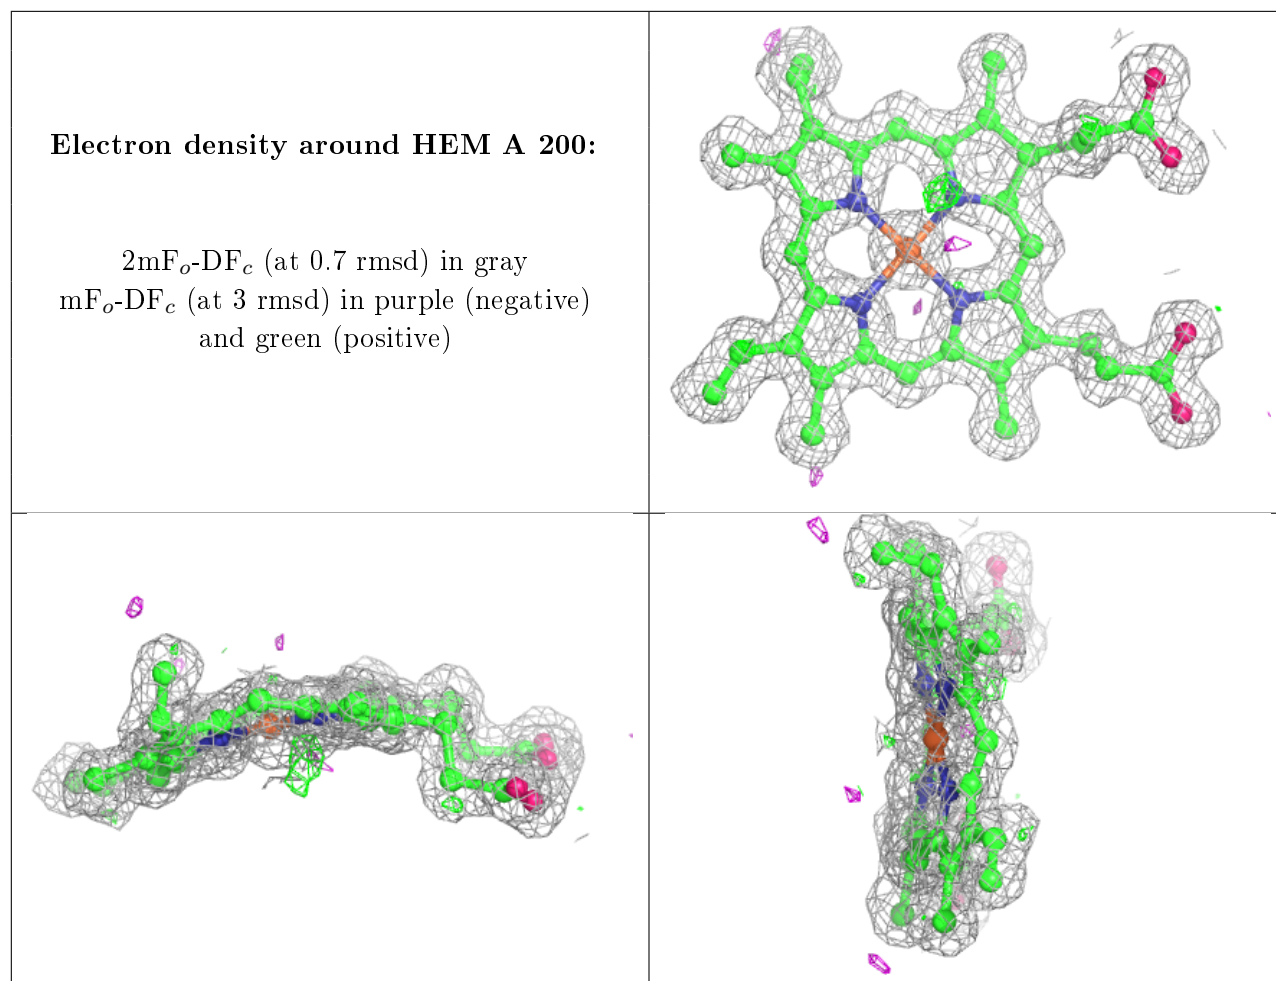 Electron density around HEM A 200:
2mFₒ-DF𝒸 (at 0.7 rmsd) in gray
mFₒ-DF𝒸 (at 3 rmsd) in purple (negative)
and green (positive)